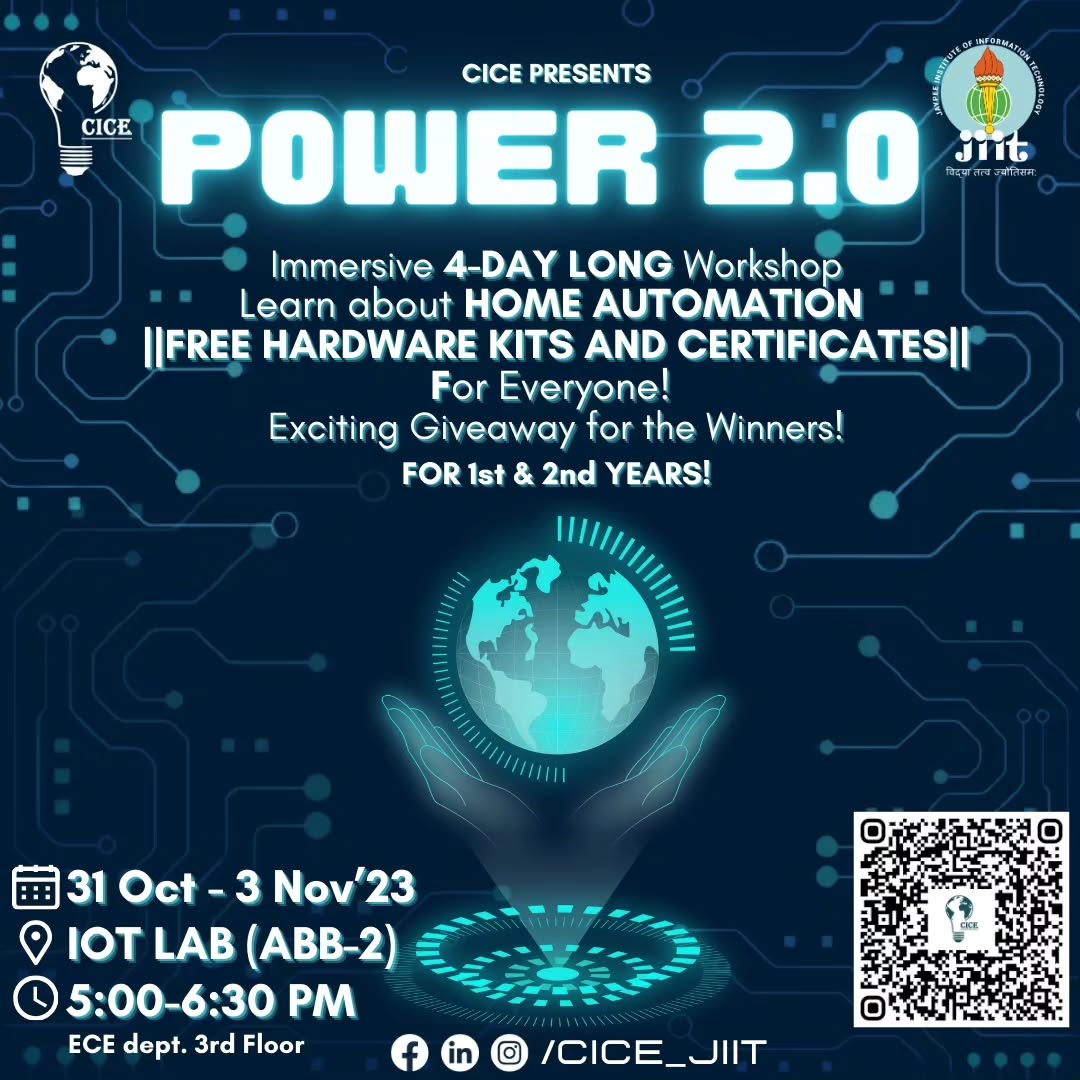 CICE PRESENTS
CICE
JAYPEE INSTITUTE OF INFORMATION TECHNOLOGY
jiit
विद्या तत्व ज्योतिसम:
POWER 2.0
Immersive 4-DAY LONG Workshop
Learn about HOME AUTOMATION
||FREE HARDWARE KITS AND CERTIFICATES||
For Everyone!
Exciting Giveaway for the Winners!
FOR 1st & 2nd YEARS!
31 Oct - 3 Nov'23
IOT LAB (ABB-2)
5:00-6:30 PM
ECE dept. 3rd Floor
CICE
/CICE_JIIT